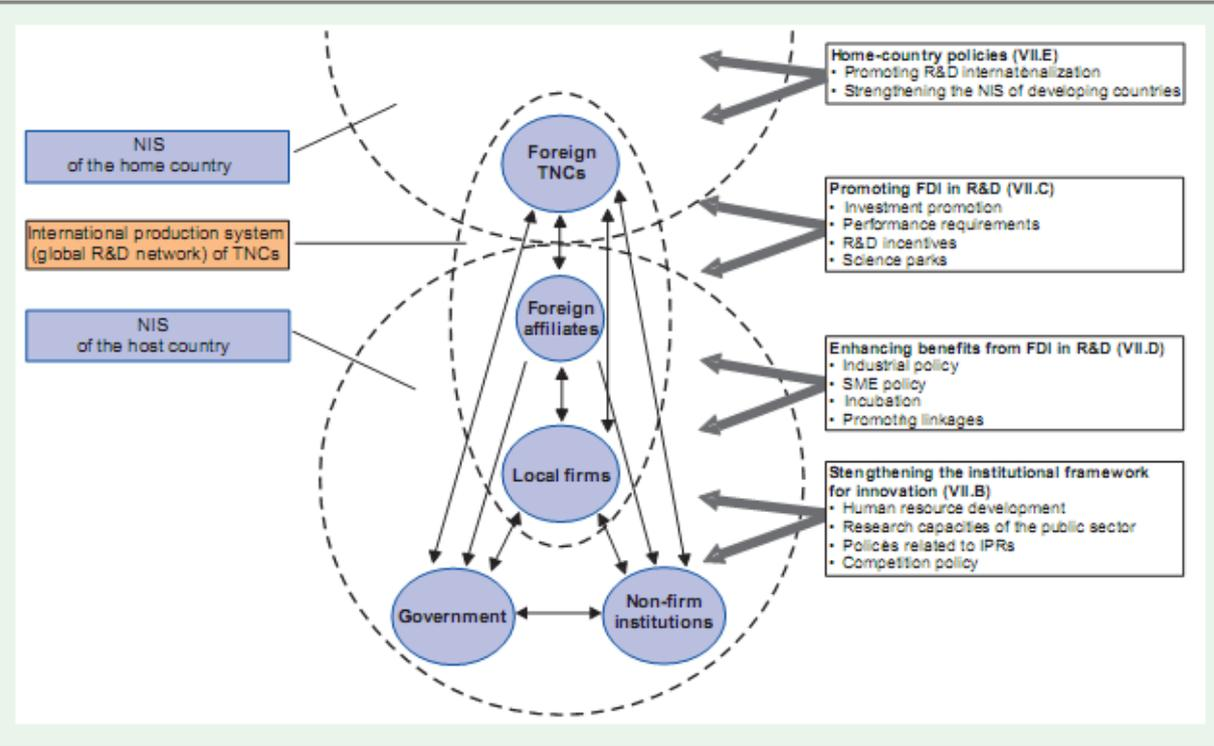 NIS
of the home country
International production system
(global R&D network) of TNCs
NIS
of the host country
Foreign
TNCs
Foreign
affiliates
Local firms
Government
Non-firm
institutions
Home-country policies (VII.E)
• Promoting R&D internationalization
• Strengthening the NIS of developing countries
Promoting FDI in R&D (VII.C)
• Investment promotion
• Performance requirements
• R&D incentives
• Science parks
Enhancing benefits from FDI in R&D (VII.D)
• Industrial policy
• SME policy
• Incubation
• Promoting linkages
Stengthening the institutional framework
for innovation (VII.B)
• Human resource development
• Research capacities of the public sector
• Policies related to IPRs
• Competition policy